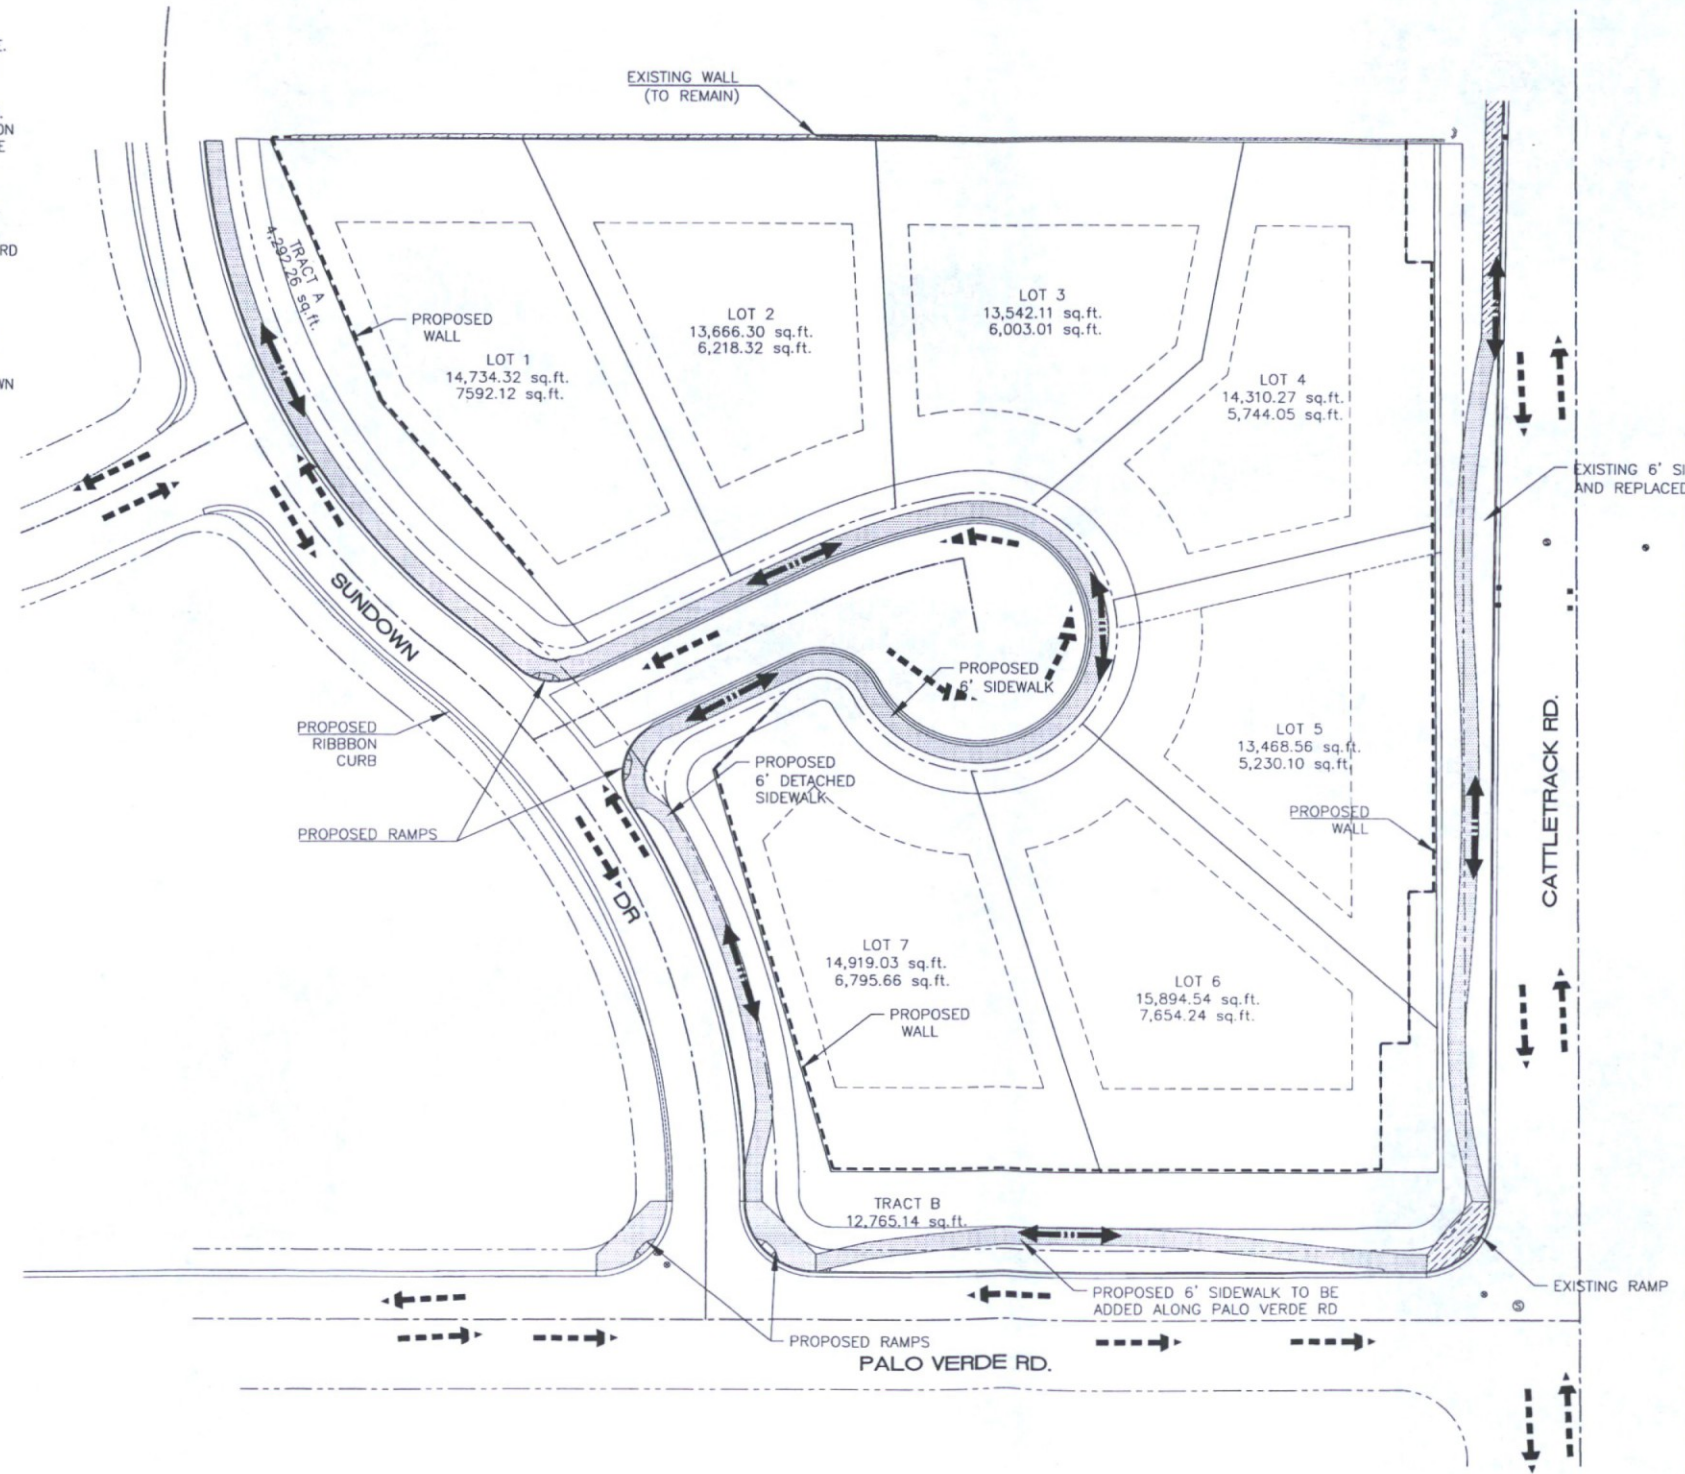 EXISTING WALL
(TO REMAIN)
TRACT A
4,292.26 sq.ft.
PROPOSED
WALL
LOT 1
14,734.32 sq.ft.
7592.12 sq.ft.
LOT 2
13,666.30 sq.ft.
6,218.32 sq.ft.
LOT 3
13,542.11 sq.ft.
6,003.01 sq.ft.
LOT 4
14,310.27 sq.ft.
5,744.05 sq.ft.
EXISTING 6' SI
AND REPLACED
SUNDOWN
DR
PROPOSED
6' SIDEWALK
PROPOSED
RIBBBON
CURB
PROPOSED
6' DETACHED
SIDEWALK
PROPOSED RAMPS
LOT 5
13,468.56 sq.ft.
5,230.10 sq.ft.
PROPOSED
WALL
CATTLETRACK RD.
LOT 7
14,919.03 sq.ft.
6,795.66 sq.ft.
PROPOSED
WALL
LOT 6
15,894.54 sq.ft.
7,654.24 sq.ft.
TRACT B
12,765.14 sq.ft.
PROPOSED 6' SIDEWALK TO BE
ADDED ALONG PALO VERDE RD
EXISTING RAMP
PROPOSED RAMPS
PALO VERDE RD.
ON
RD
WN